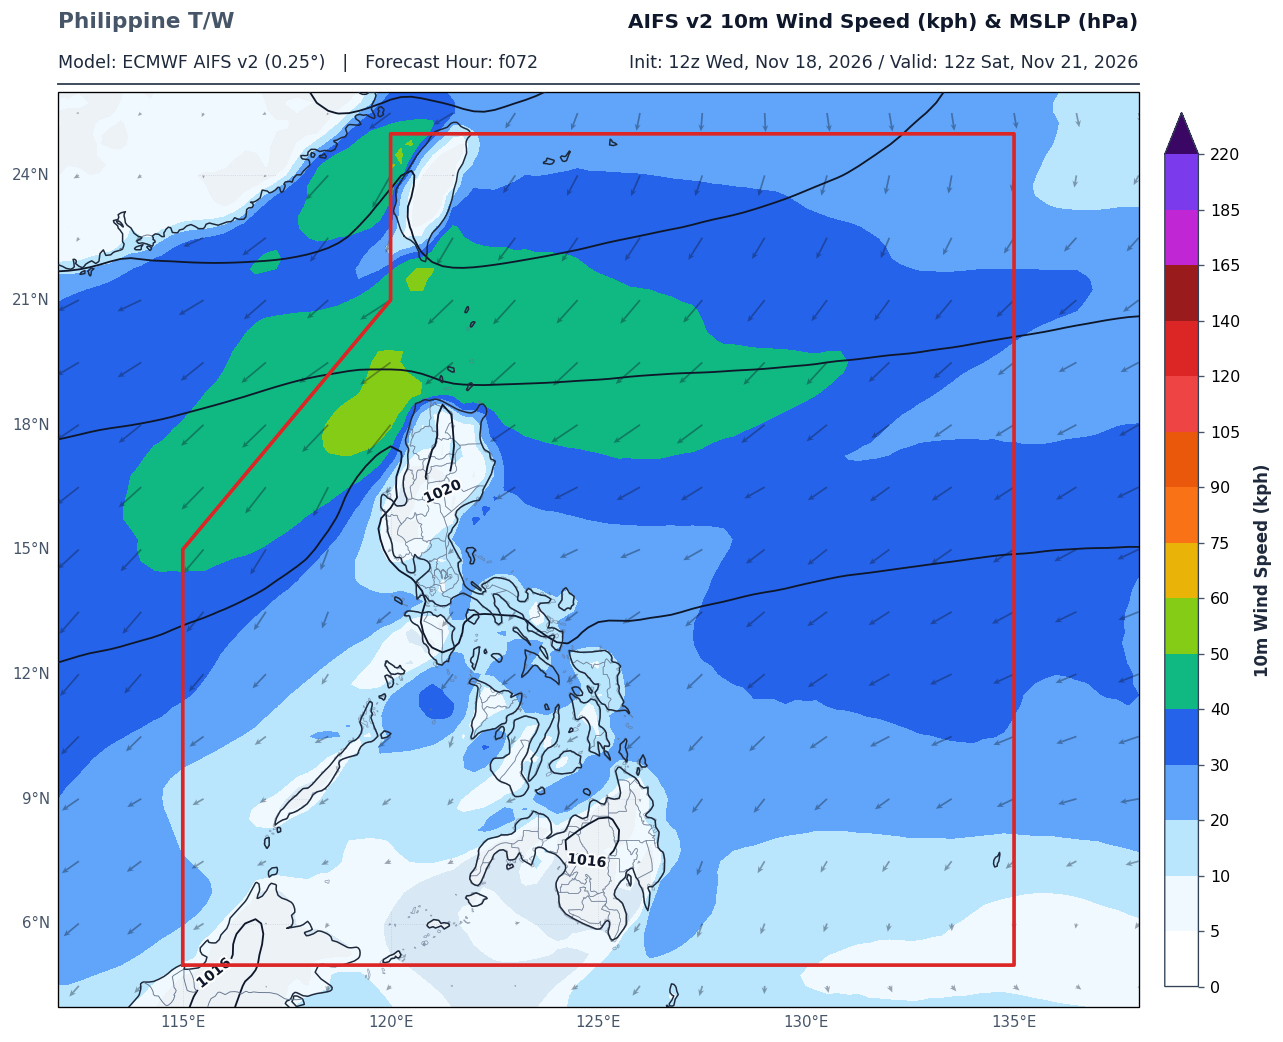 Philippine T/W
AIFS v2 10m Wind Speed (kph) & MSLP (hPa)
Model: ECMWF AIFS v2 (0.25°)   |   Forecast Hour: f072
Init: 12z Wed, Nov 18, 2026 / Valid: 12z Sat, Nov 21, 2026
24°N
21°N
18°N
15°N
12°N
9°N
6°N
1020
1016
1016
115°E
120°E
125°E
130°E
135°E
220
185
165
140
120
105
90
75
60
50
40
30
20
10
5
0
10m Wind Speed (kph)